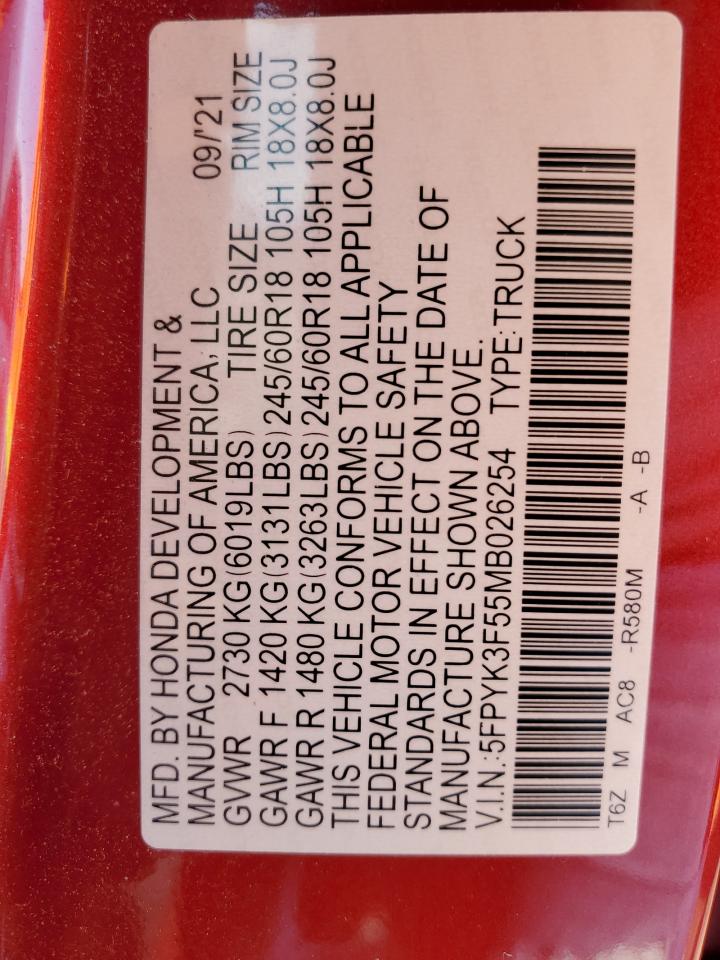 MFD. BY HONDA DEVELOPMENT &
MANUFACTURING OF AMERICA, LLC 09/'21
GVWR 2730 KG(6019LBS) TIRE SIZE RIM SIZE
GAWR F 1420 KG(3131LBS) 245/60R18 105H 18X8.0J
GAWR R 1480 KG(3263LBS) 245/60R18 105H 18X8.0J
THIS VEHICLE CONFORMS TO ALL APPLICABLE
FEDERAL MOTOR VEHICLE SAFETY
STANDARDS IN EFFECT ON THE DATE OF
MANUFACTURE SHOWN ABOVE.
V.I.N.:5FPYK3F55MB026254 TYPE: TRUCK
T6Z M AC8 -R580M -A -B